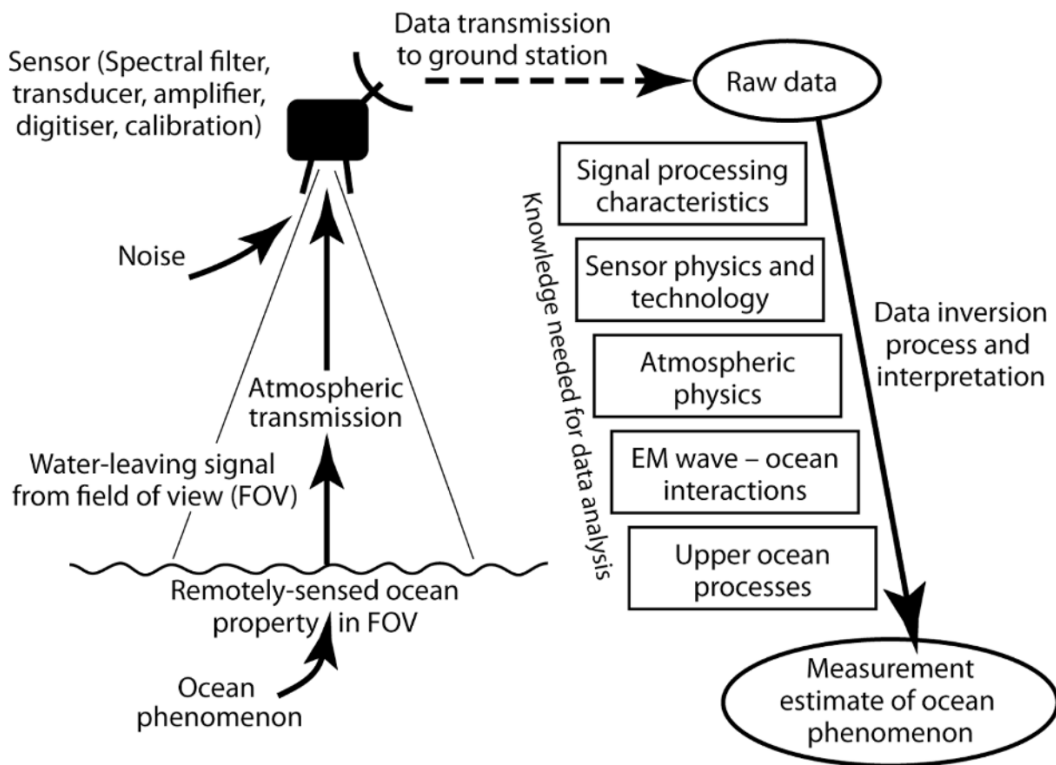 Sensor (Spectral filter,
transducer, amplifier,
digitiser, calibration)
Data transmission
to ground station
Raw data
Noise
Atmospheric
transmission
Water-leaving signal
from field of view (FOV)
Remotely-sensed ocean
property in FOV
Ocean
phenomenon
Knowledge needed for data analysis
Signal processing
characteristics
Sensor physics and
technology
Atmospheric
physics
EM wave – ocean
interactions
Upper ocean
processes
Data inversion
process and
interpretation
Measurement
estimate of ocean
phenomenon